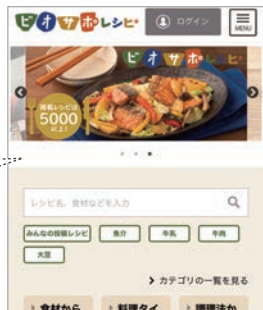 ビオサポレシピ
ログイン
MENU
ビオサポレシピ
掲載レシピは
5000
以上!
レシピ名、食材などを入力
みんなの投稿レシピ
魚介
牛乳
牛肉
大豆
カテゴリの一覧を見る
食材から
料理タイ
調理法か